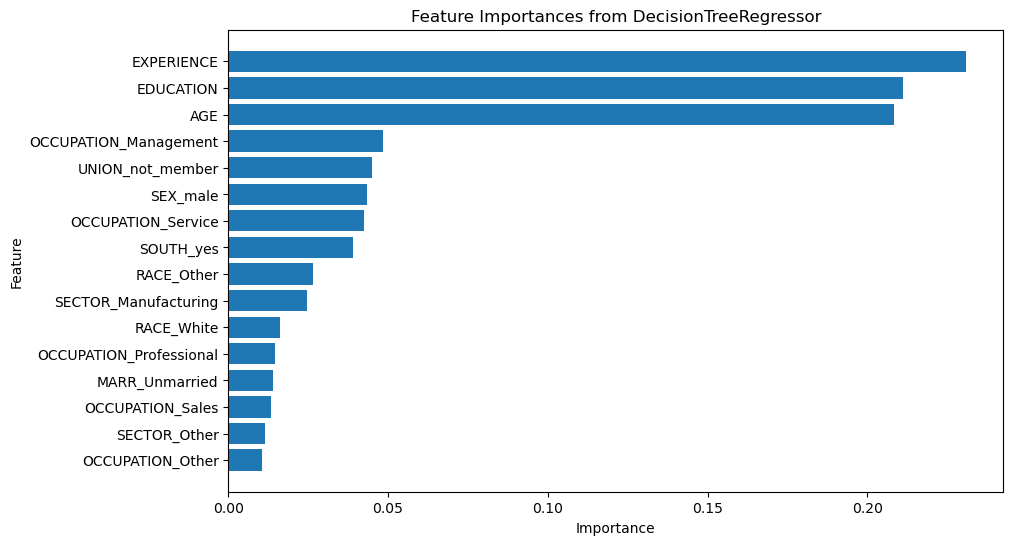 Feature Importances from DecisionTreeRegressor
Feature
EXPERIENCE
EDUCATION
AGE
OCCUPATION_Management
UNION_not_member
SEX_male
OCCUPATION_Service
SOUTH_yes
RACE_Other
SECTOR_Manufacturing
RACE_White
OCCUPATION_Professional
MARR_Unmarried
OCCUPATION_Sales
SECTOR_Other
OCCUPATION_Other
0.00 0.05 0.10 0.15 0.20
Importance